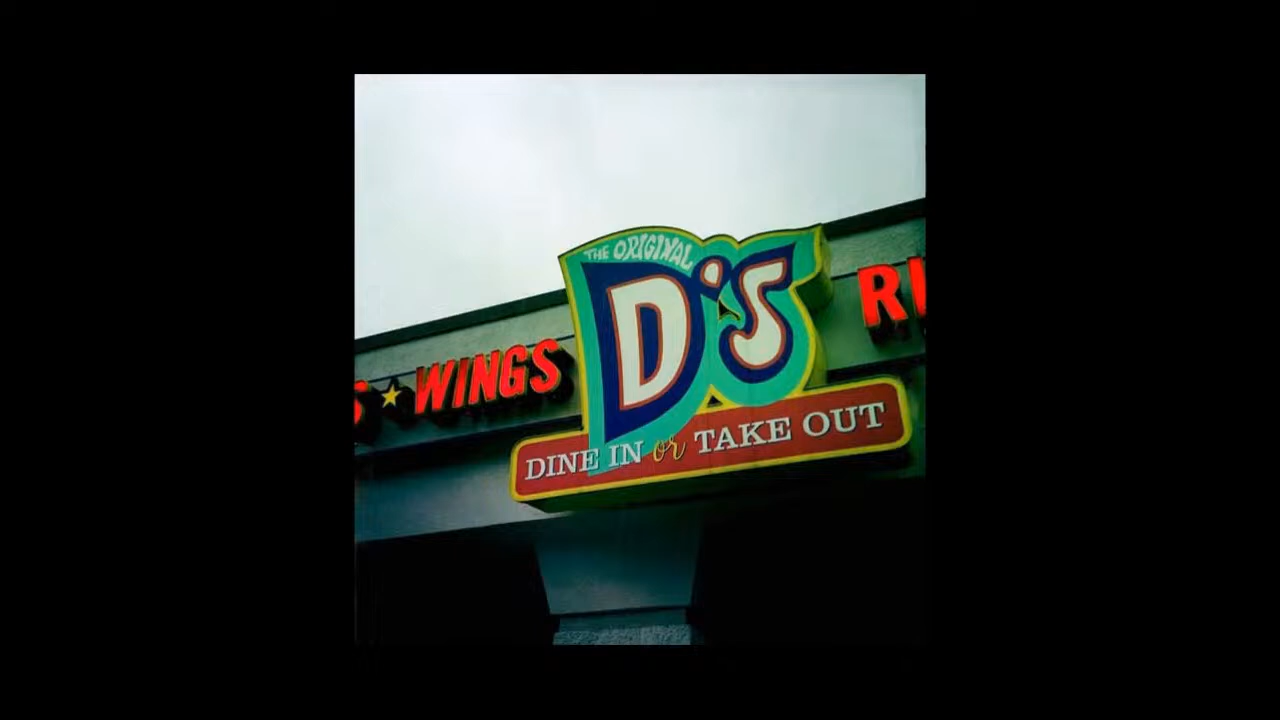 THE ORIGINAL
D'S
WINGS
DINE IN or TAKE OUT